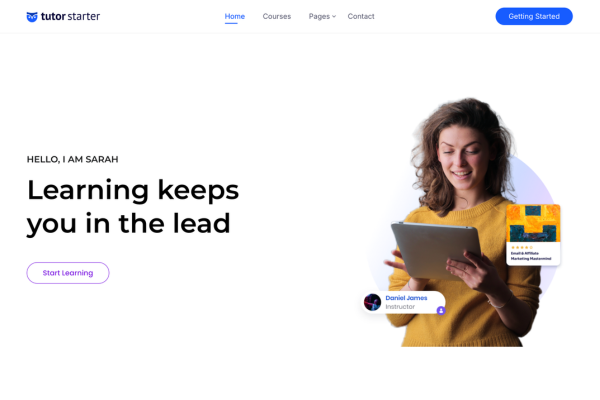 tutor starter
Home
Courses
Pages
Contact
Getting Started
HELLO, I AM SARAH
Learning keeps
you in the lead
Start Learning
Email & Affiliate
Marketing Mastermind
Daniel James
Instructor